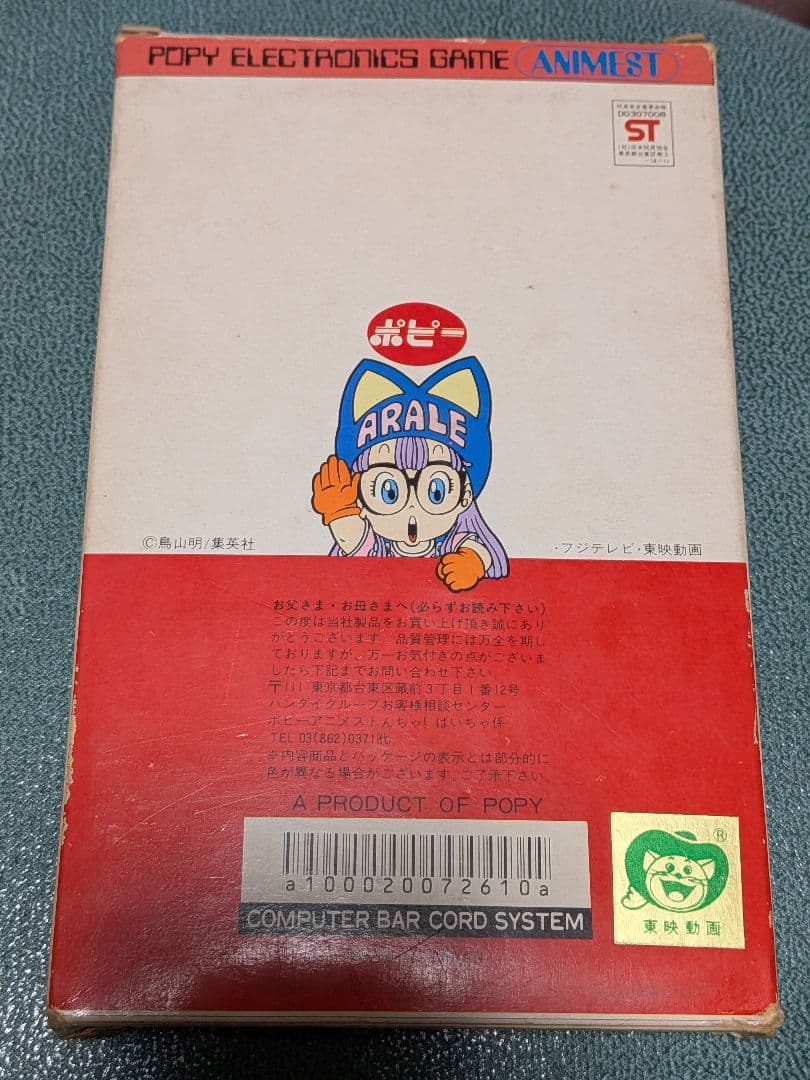 POPY ELECTRONICS GAME ANIMEST
D0307008
ST
ポピー
ARALE
©鳥山明/集英社
・フジテレビ・東映動画
お父さま・お母さまへ(必らずお読み下さい)
この度は当社製品をお買い上げ頂き誠にあり
がとうございます。品質管理には万全を期し
ておりますが、万一お気付きの点がございま
したら下記までお問い合わせ下さい。
〒111 東京都台東区蔵前3丁目1番12号
バンダイグループお客様相談センター
ポピーアニメストんちゃ!ばいちゃ係
TEL 03(862)0371代
※内容商品とパッケージの表示とは部分的に
色が異なる場合がございます。ご了承下さい。
A PRODUCT OF POPY
a100020072610a
COMPUTER BAR CORD SYSTEM
®
東映動画